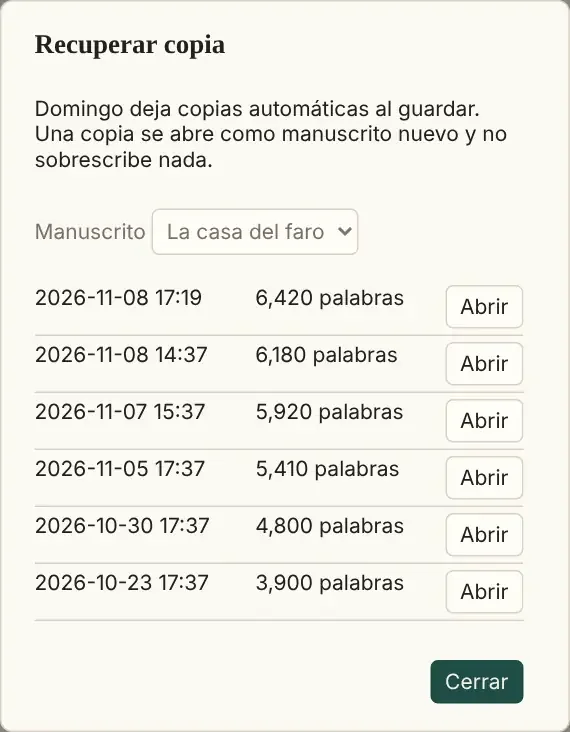 Recuperar copia
Domingo deja copias automáticas al guardar.
Una copia se abre como manuscrito nuevo y no
sobrescribe nada.
Manuscrito La casa del faro
2026-11-08 17:19 6,420 palabras Abrir
2026-11-08 14:37 6,180 palabras Abrir
2026-11-07 15:37 5,920 palabras Abrir
2026-11-05 17:37 5,410 palabras Abrir
2026-10-30 17:37 4,800 palabras Abrir
2026-10-23 17:37 3,900 palabras Abrir
Cerrar